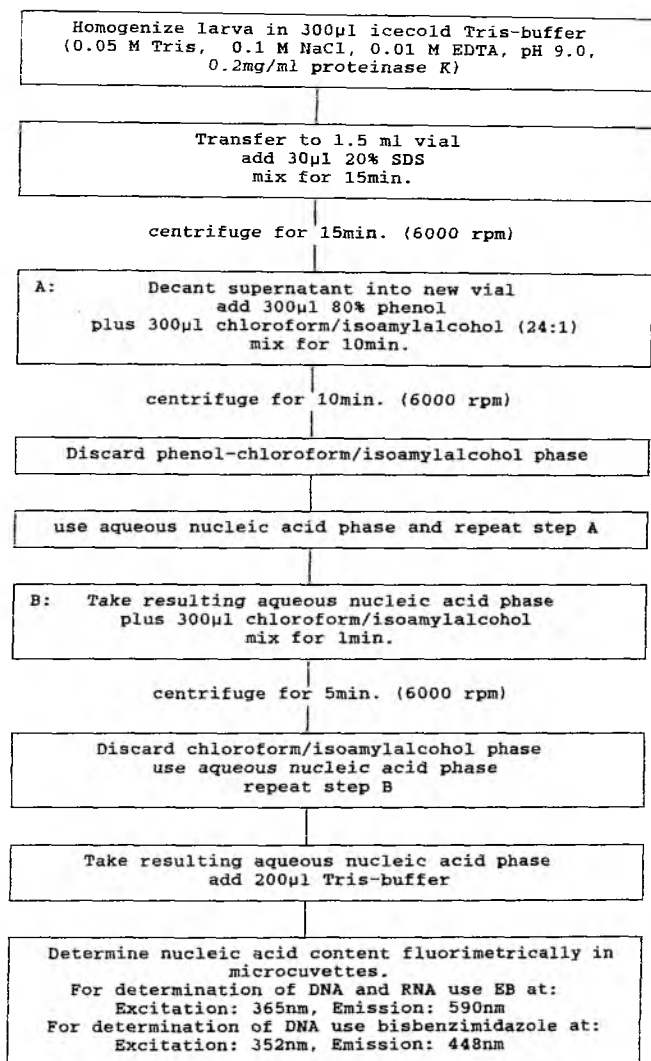 Homogenize larva in 300µl icecold Tris-buffer
(0.05 M Tris, 0.1 M NaCl, 0.01 M EDTA, pH 9.0,
0.2mg/ml proteinase K)
Transfer to 1.5 ml vial
add 30µl 20% SDS
mix for 15min.
centrifuge for 15min. (6000 rpm)
A: Decant supernatant into new vial
add 300µl 80% phenol
plus 300µl chloroform/isoamylalcohol (24:1)
mix for 10min.
centrifuge for 10min. (6000 rpm)
Discard phenol-chloroform/isoamylalcohol phase
use aqueous nucleic acid phase and repeat step A
B: Take resulting aqueous nucleic acid phase
plus 300µl chloroform/isoamylalcohol
mix for 1min.
centrifuge for 5min. (6000 rpm)
Discard chloroform/isoamylalcohol phase
use aqueous nucleic acid phase
repeat step B
Take resulting aqueous nucleic acid phase
add 200µl Tris-buffer
Determine nucleic acid content fluorimetrically in
microcuvettes.
For determination of DNA and RNA use EB at:
Excitation: 365nm, Emission: 590nm
For determination of DNA use bisbenzimidazole at:
Excitation: 352nm, Emission: 448nm